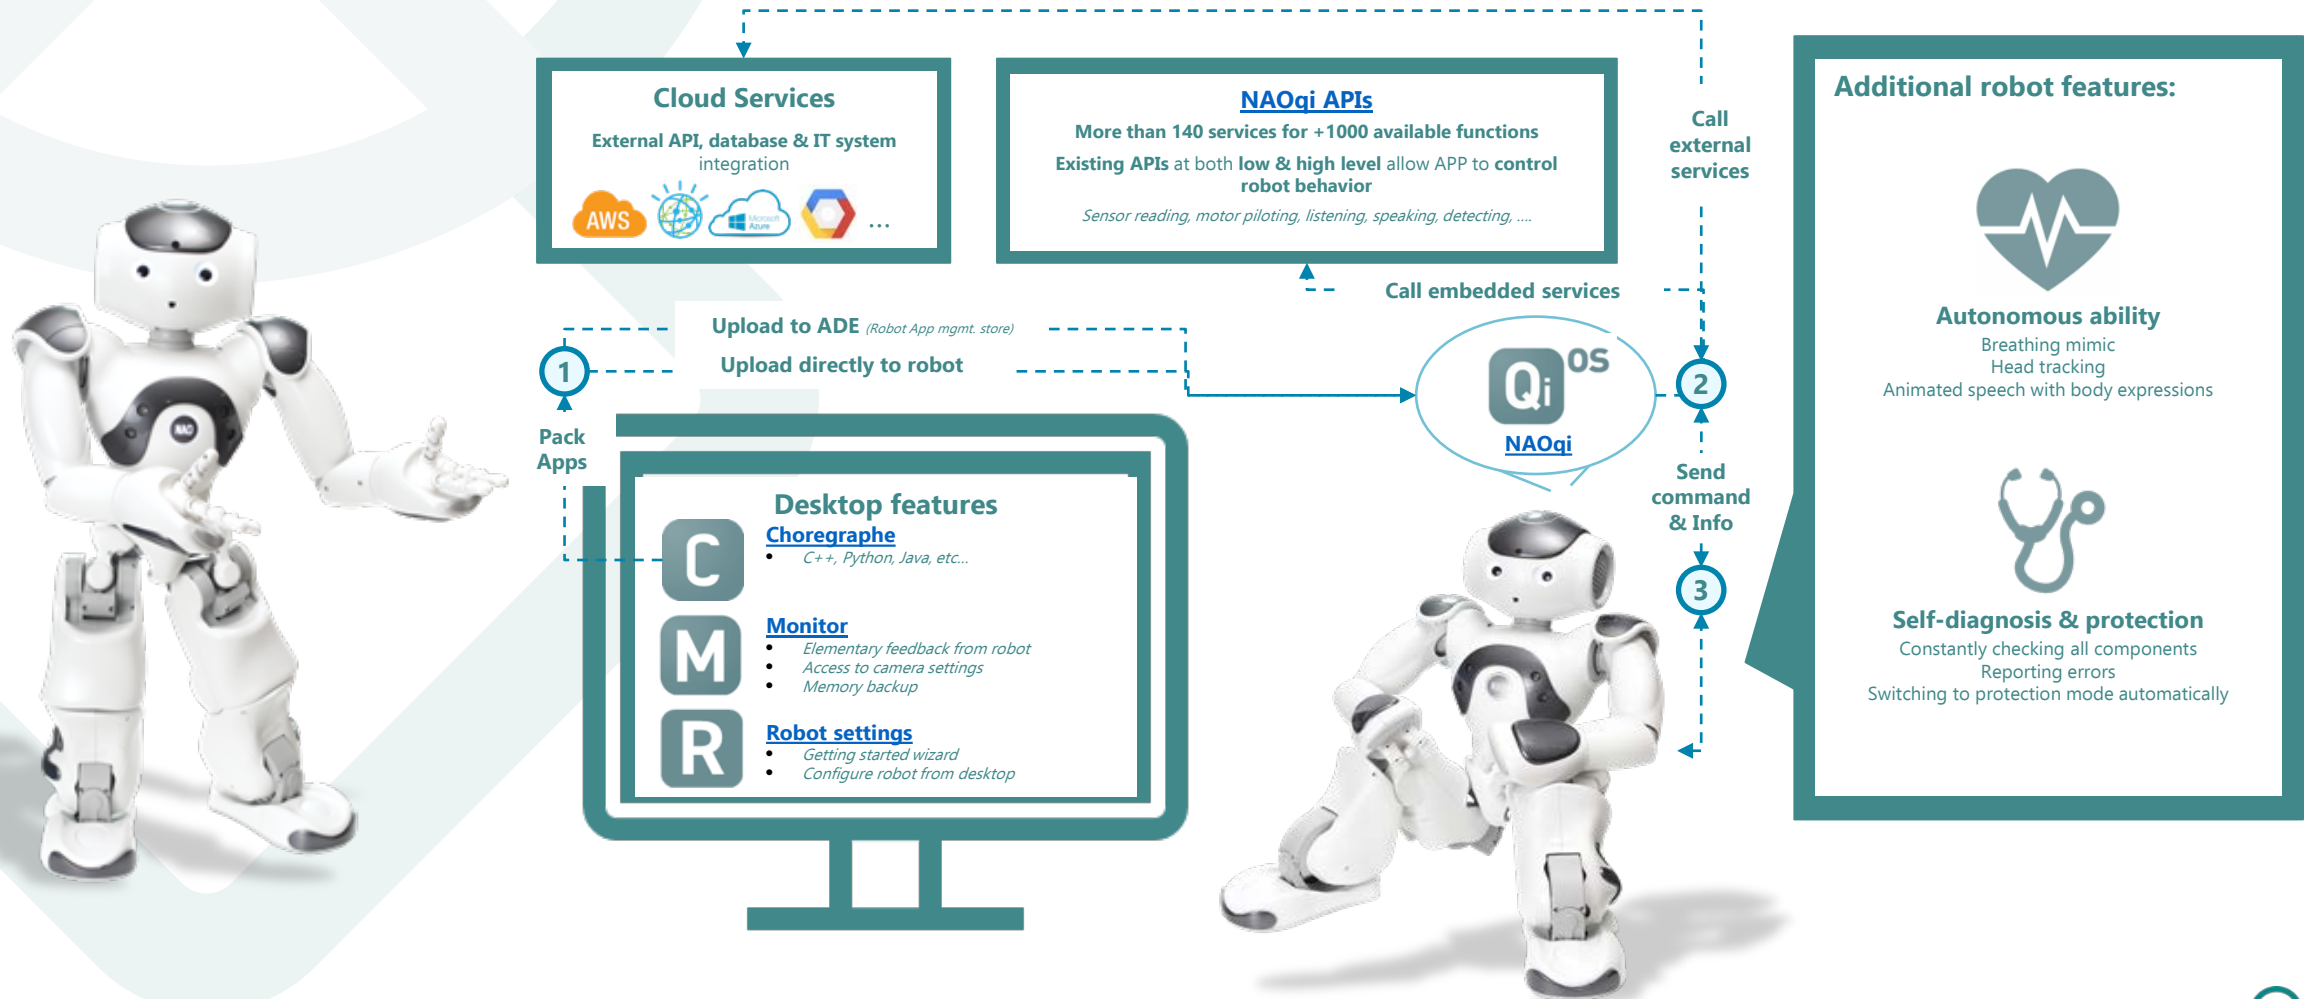 Cloud Services
External API, database & IT system
integration
AWS
Microsoft
Azure
...
NAOqi APIs
More than 140 services for +1000 available functions
Existing APIs at both low & high level allow APP to control
robot behavior
Sensor reading, motor piloting, listening, speaking, detecting, ....
Call
external
services
Call embedded services
Upload to ADE (Robot App mgmt. store)
Upload directly to robot
1
Pack
Apps
Qi OS
NAOqi
2
Send
command
& Info
3
Desktop features
C
Choregraphe
• C++, Python, Java, etc...
M
Monitor
• Elementary feedback from robot
• Access to camera settings
• Memory backup
R
Robot settings
• Getting started wizard
• Configure robot from desktop
NAO
Additional robot features:
Autonomous ability
Breathing mimic
Head tracking
Animated speech with body expressions
Self-diagnosis & protection
Constantly checking all components
Reporting errors
Switching to protection mode automatically